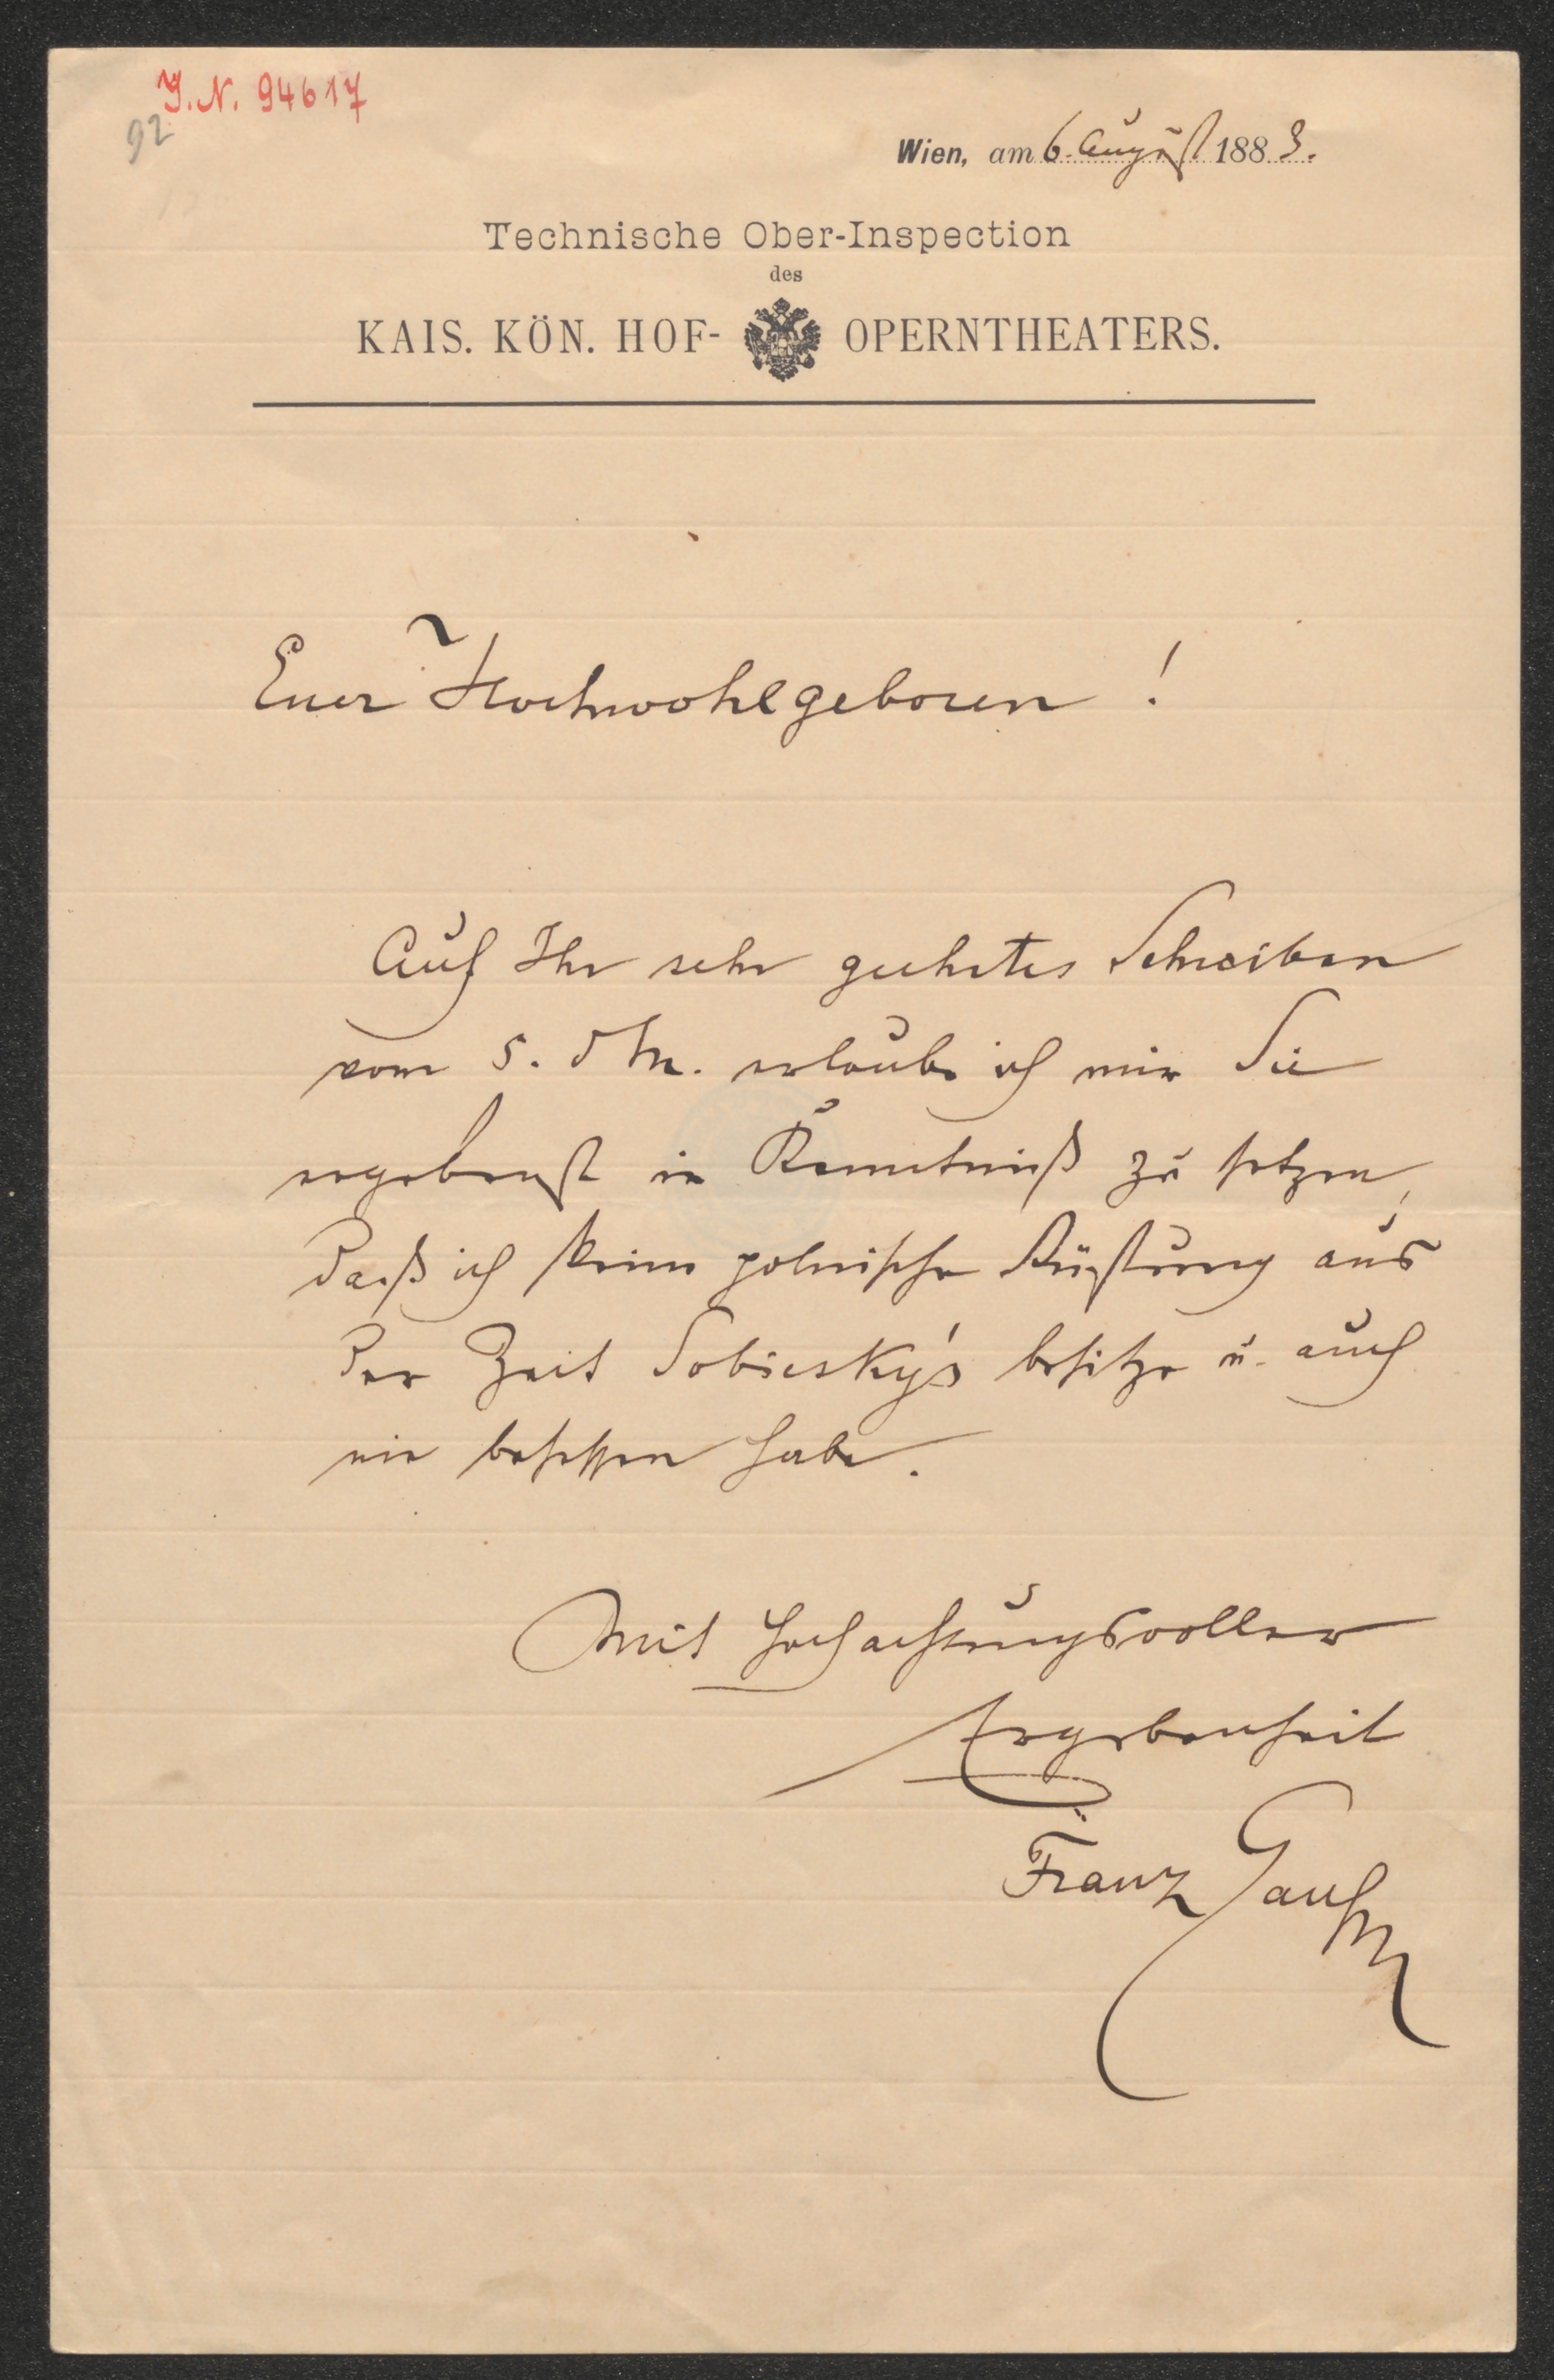 J. N. 94617
92
Wien, am 6. August 1883.
Technische Ober-Inspection
des
KAIS. KÖN. HOF- OPERNTHEATERS.
Euer Hochwohlgeboren !
Auf Ihr sehr geehrtes Schreiben
vom 5. d M. erlaube ich mir Sie
ergebenst in Kenntniß zu setzen,
daß ich keine polnische Rüstung aus
der Zeit Sobiesky's besitze u. auch
nie besessen habe.
Mit hochachtungsvoller
Ergebenheit
Franz